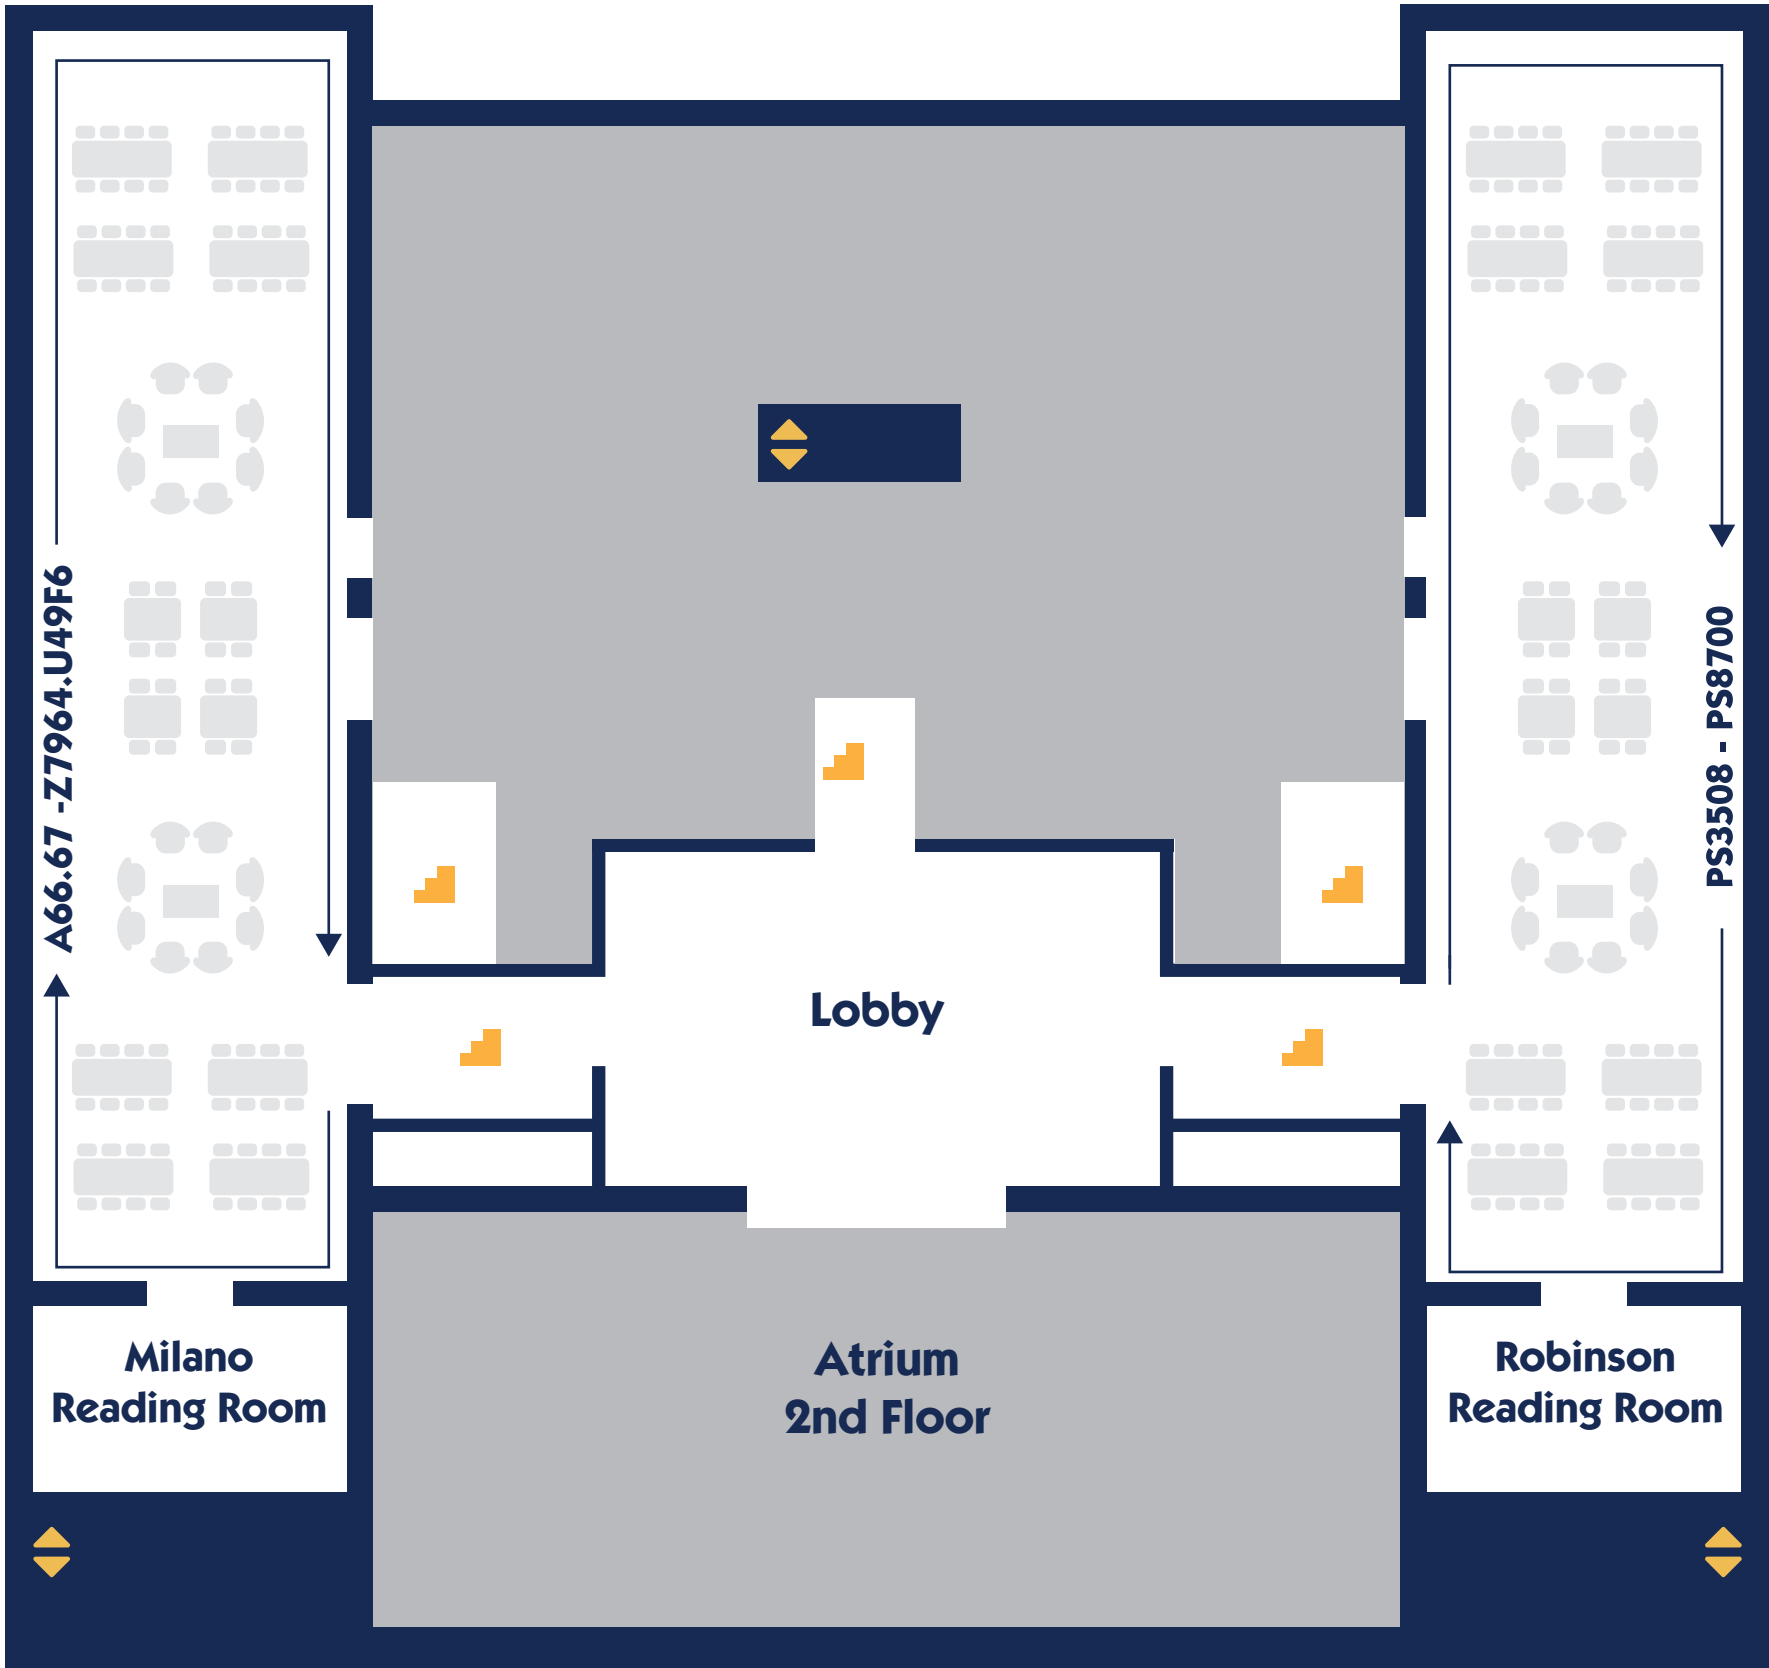 A66.67 -Z7964.U49F6
PS3508 - PS8700
Lobby
Milano
Reading Room
Atrium
2nd Floor
Robinson
Reading Room